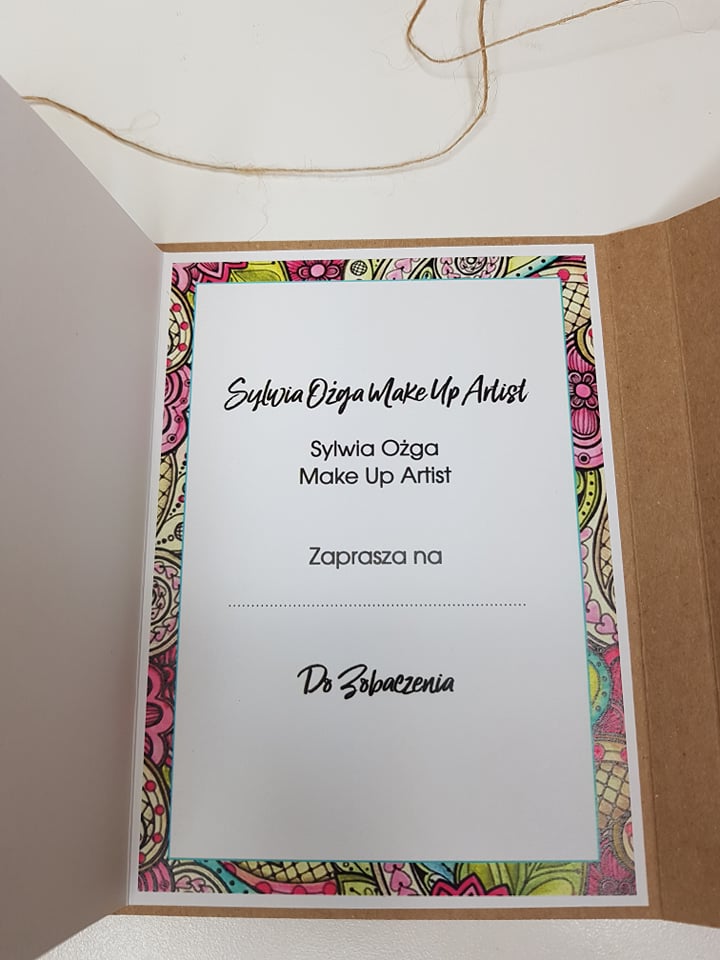 Sylwia Ożga Make Up Artist
Sylwia Ożga
Make Up Artist
Zaprasza na
......................................................................
Do Zobaczenia